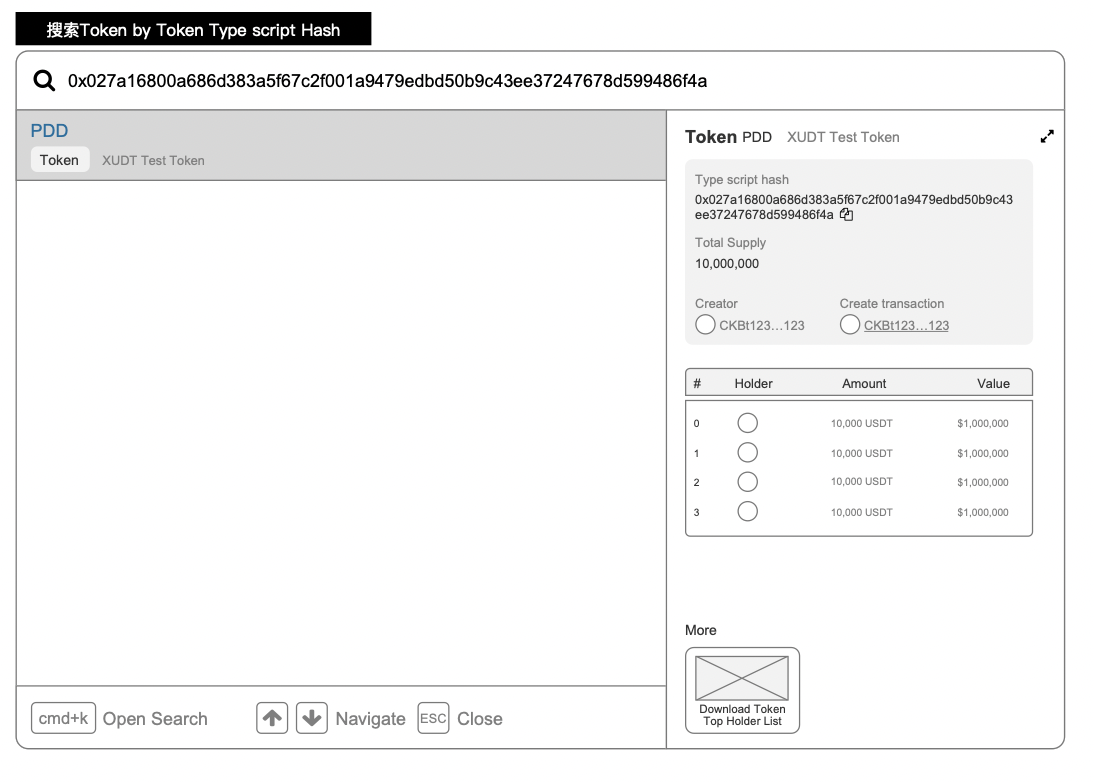 搜索Token by Token Type script Hash
0x027a16800a686d383a5f67c2f001a9479edbd50b9c43ee37247678d599486f4a
PDD
Token XUDT Test Token
Token PDD XUDT Test Token
Type script hash
0x027a16800a686d383a5f67c2f001a9479edbd50b9c43
ee37247678d599486f4a
Total Supply
10,000,000
Creator Create transaction
CKBt123...123 CKBt123...123
# Holder Amount Value
0 10,000 USDT $1,000,000
1 10,000 USDT $1,000,000
2 10,000 USDT $1,000,000
3 10,000 USDT $1,000,000
More
Download Token
Top Holder List
cmd+k Open Search Navigate ESC Close